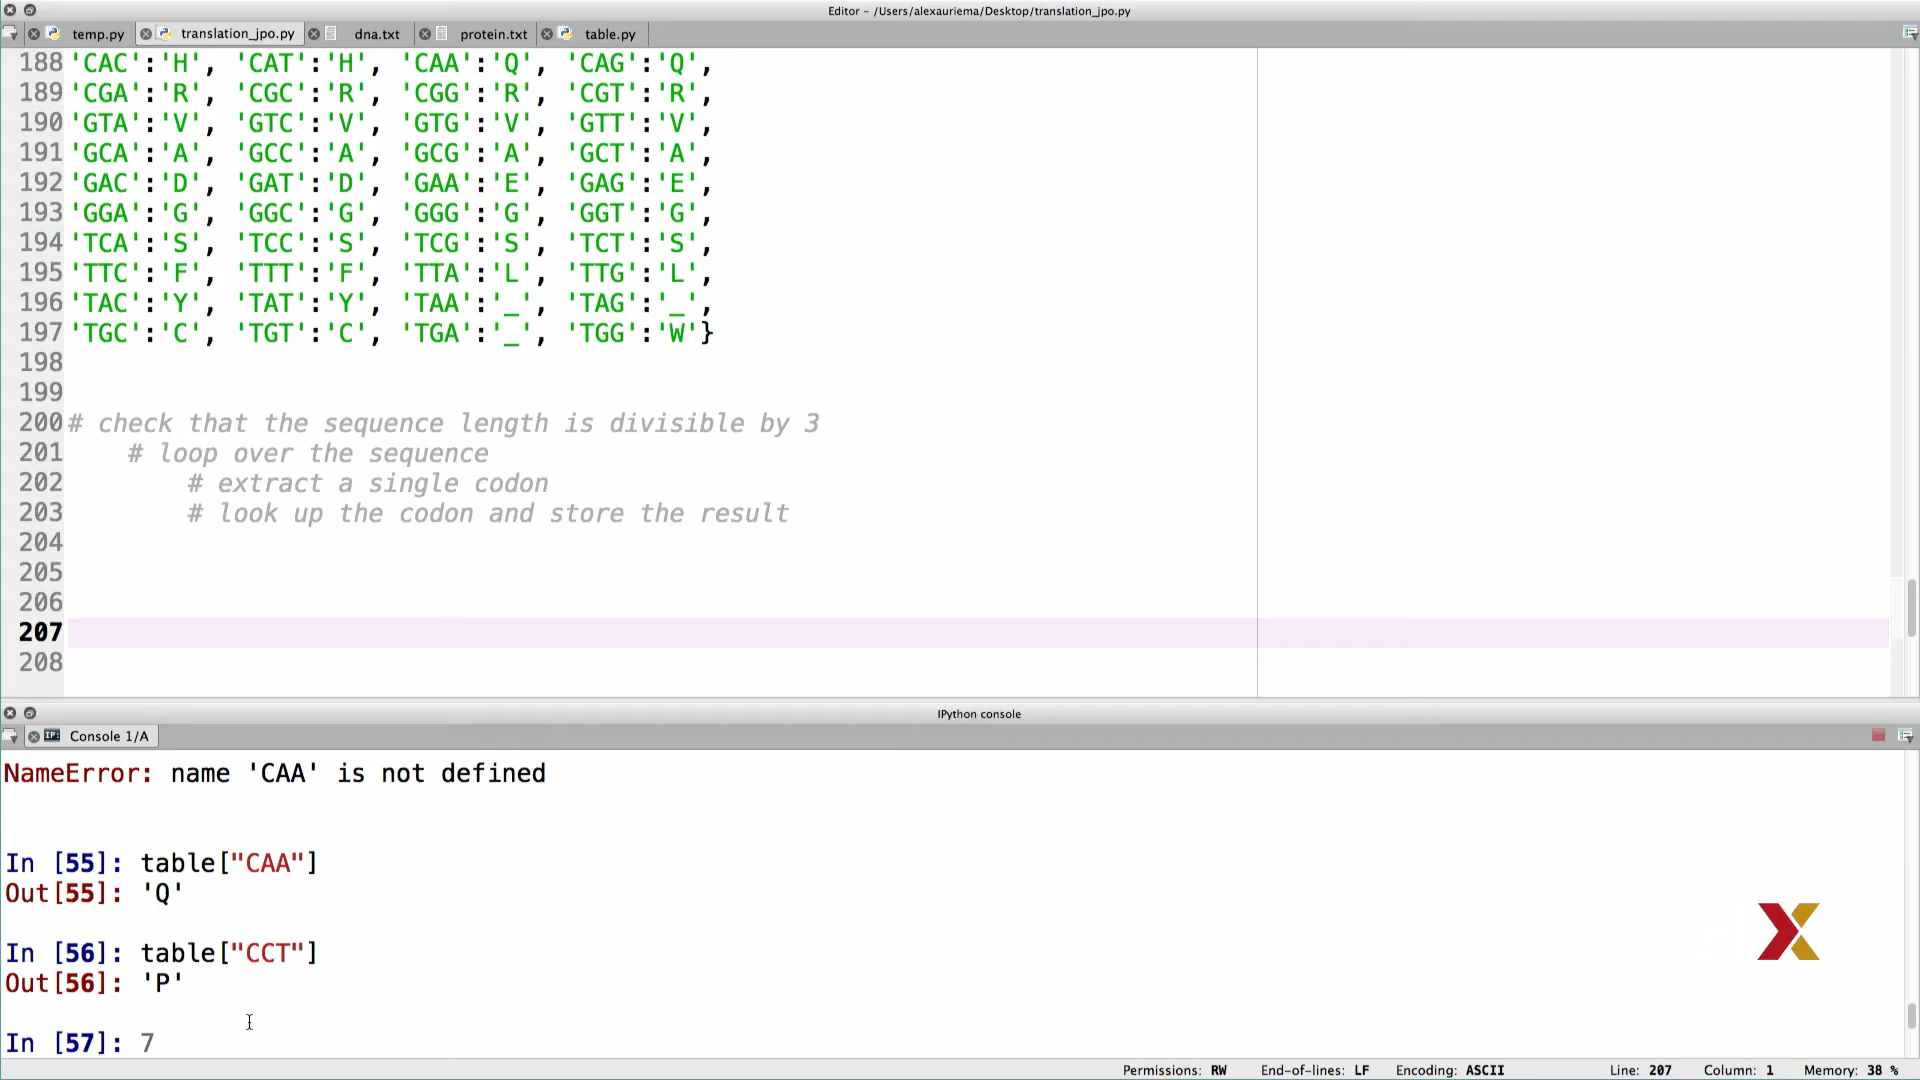 Editor – /Users/alexauriema/Desktop/translation_jpo.py
temp.py translation_jpo.py dna.txt protein.txt table.py
188 'CAC':'H', 'CAT':'H', 'CAA':'Q', 'CAG':'Q',
189 'CGA':'R', 'CGC':'R', 'CGG':'R', 'CGT':'R',
190 'GTA':'V', 'GTC':'V', 'GTG':'V', 'GTT':'V',
191 'GCA':'A', 'GCC':'A', 'GCG':'A', 'GCT':'A',
192 'GAC':'D', 'GAT':'D', 'GAA':'E', 'GAG':'E',
193 'GGA':'G', 'GGC':'G', 'GGG':'G', 'GGT':'G',
194 'TCA':'S', 'TCC':'S', 'TCG':'S', 'TCT':'S',
195 'TTC':'F', 'TTT':'F', 'TTA':'L', 'TTG':'L',
196 'TAC':'Y', 'TAT':'Y', 'TAA':'_', 'TAG':'_',
197 'TGC':'C', 'TGT':'C', 'TGA':'_', 'TGG':'W'}
198
199
200 # check that the sequence length is divisible by 3
201 # loop over the sequence
202 # extract a single codon
203 # look up the codon and store the result
204
205
206
207
208
IPython console
IP: Console 1/A
NameError: name 'CAA' is not defined
In [55]: table["CAA"]
Out[55]: 'Q'
In [56]: table["CCT"]
Out[56]: 'P'
In [57]: 7
Permissions: RW End-of-lines: LF Encoding: ASCII Line: 207 Column: 1 Memory: 38 %